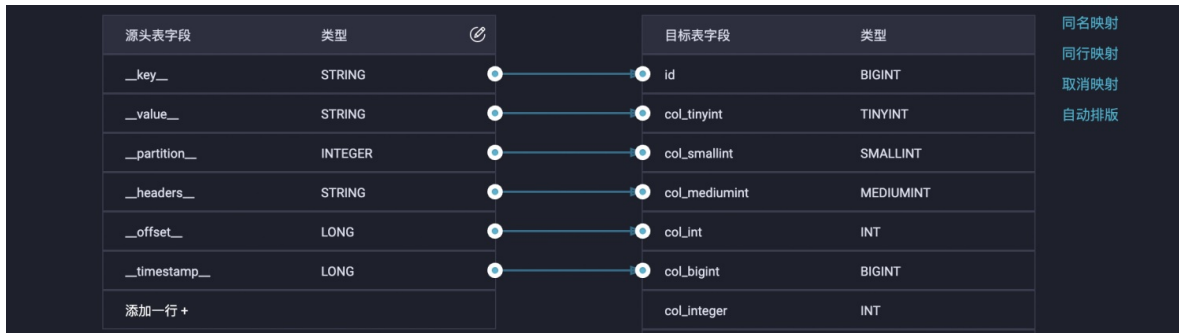 源头表字段 类型 目标表字段 类型 同名映射
同行映射
__key__ STRING id BIGINT
取消映射
__value__ STRING col_tinyint TINYINT 自动排版
__partition__ INTEGER col_smallint SMALLINT
__headers__ STRING col_mediumint MEDIUMINT
__offset__ LONG col_int INT
__timestamp__ LONG col_bigint BIGINT
添加一行 + col_integer INT